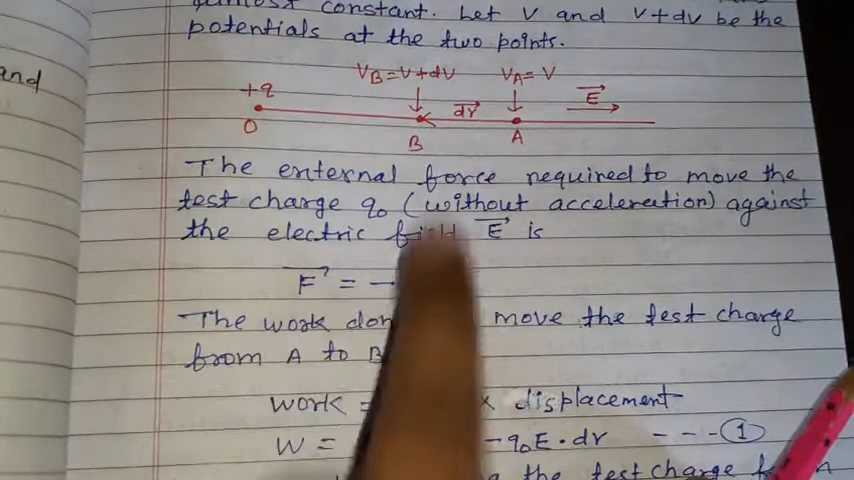 constant. Let V and V+dV be the
potentials at the two points.
and
VB=V+dV VA=V
+q E
dr
O B A
The external force required to move the
test charge q0 (without acceleration) against
the electric field E is
F = -
The work move the test charge
from A to B
work = x displacement
W = -q0E.dr ---(1)
the test charge